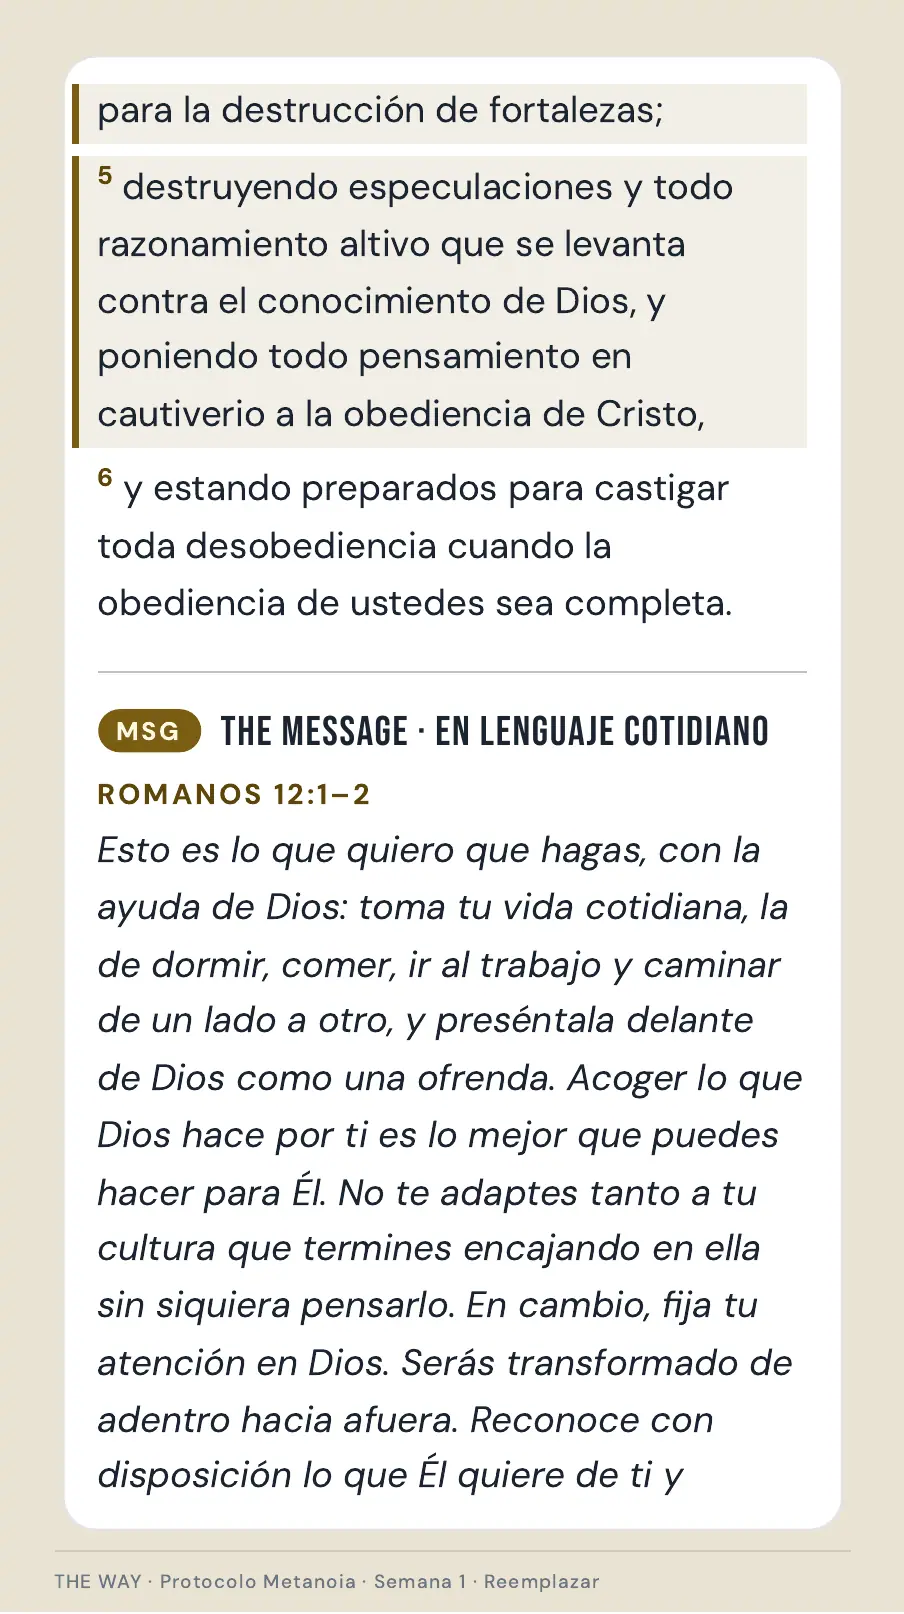 para la destrucción de fortalezas;
5 destruyendo especulaciones y todo
razonamiento altivo que se levanta
contra el conocimiento de Dios, y
poniendo todo pensamiento en
cautiverio a la obediencia de Cristo,
6 y estando preparados para castigar
toda desobediencia cuando la
obediencia de ustedes sea completa.
MSG THE MESSAGE · EN LENGUAJE COTIDIANO
ROMANOS 12:1–2
Esto es lo que quiero que hagas, con la
ayuda de Dios: toma tu vida cotidiana, la
de dormir, comer, ir al trabajo y caminar
de un lado a otro, y preséntala delante
de Dios como una ofrenda. Acoger lo que
Dios hace por ti es lo mejor que puedes
hacer para Él. No te adaptes tanto a tu
cultura que termines encajando en ella
sin siquiera pensarlo. En cambio, fija tu
atención en Dios. Serás transformado de
adentro hacia afuera. Reconoce con
disposición lo que Él quiere de ti y
THE WAY · Protocolo Metanoia · Semana 1 · Reemplazar